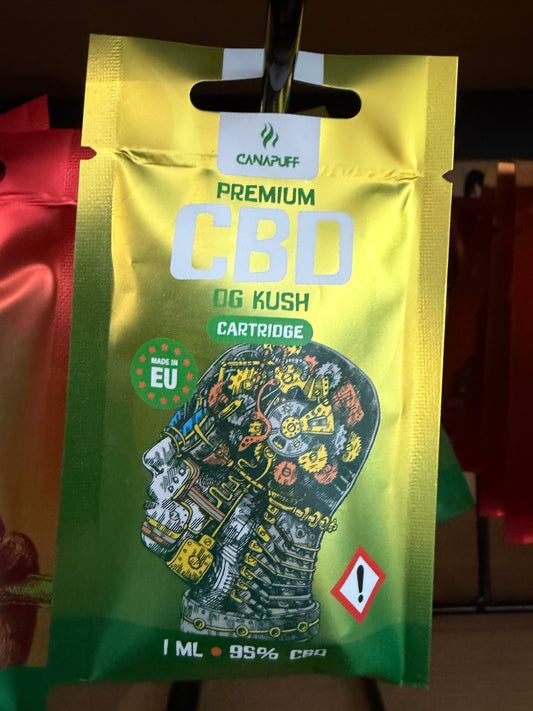 CANAPUFF
PREMIUM
CBD
OG KUSH
CARTRIDGE
MADE IN
EU
!
1 ML • 95% CBD